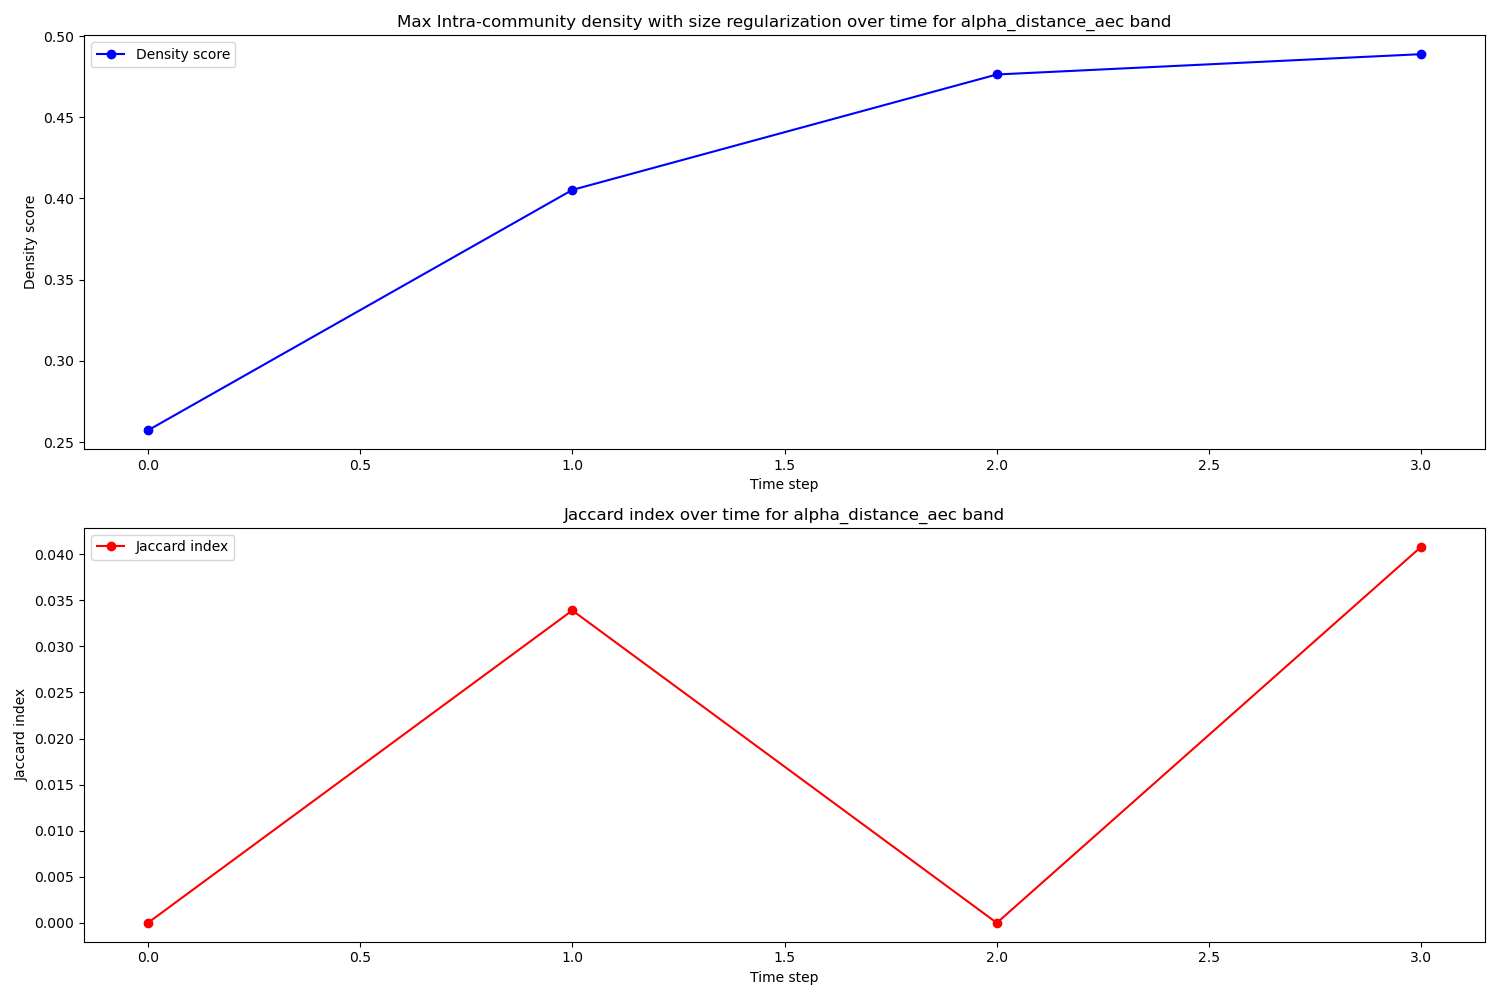 Max Intra-community density with size regularization over time for alpha_distance_aec band
Density score
0.50
0.45
0.40
0.35
0.30
0.25
Density score
0.0 0.5 1.0 1.5 2.0 2.5 3.0
Time step
Jaccard index over time for alpha_distance_aec band
Jaccard index
0.040
0.035
0.030
0.025
0.020
0.015
0.010
0.005
0.000
Jaccard index
0.0 0.5 1.0 1.5 2.0 2.5 3.0
Time step